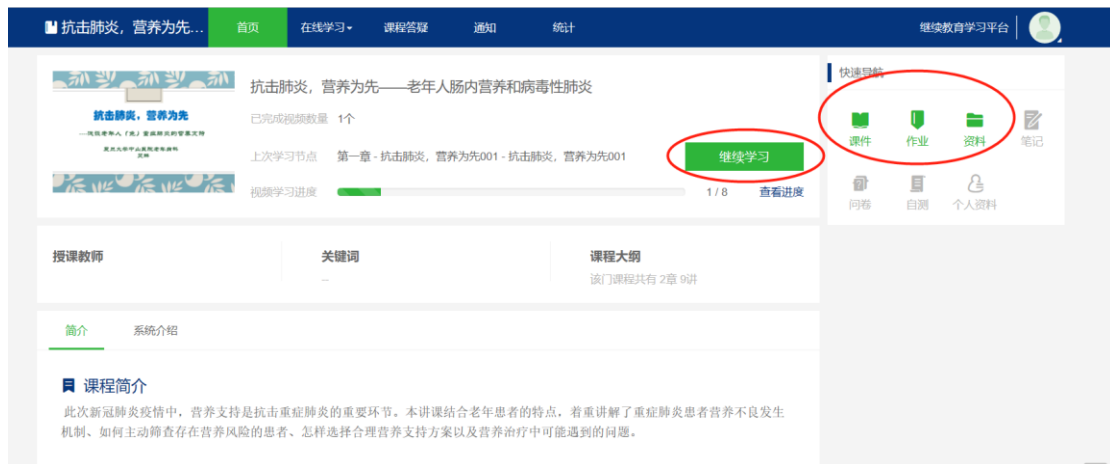 抗击肺炎，营养为先...
首页
在线学习
课程答疑
通知
统计
继续教育学习平台
抗击肺炎，营养为先
抗击肺炎，营养为先——老年人肠内营养和病毒性肺炎
已完成视频数量 1个
上次学习节点 第一章 - 抗击肺炎，营养为先001 - 抗击肺炎，营养为先001
继续学习
视频学习进度
1 / 8
查看进度
快速导航
课件
作业
资料
笔记
问卷
自测
个人资料
授课教师
关键词
--
课程大纲
该门课程共有 2章 9讲
简介
系统介绍
课程简介
此次新冠肺炎疫情中，营养支持是抗击重症肺炎的重要环节。本讲课结合老年患者的特点，着重讲解了重症肺炎患者营养不良发生
机制、如何主动筛查存在营养风险的患者、怎样选择合理营养支持方案以及营养治疗中可能遇到的问题。